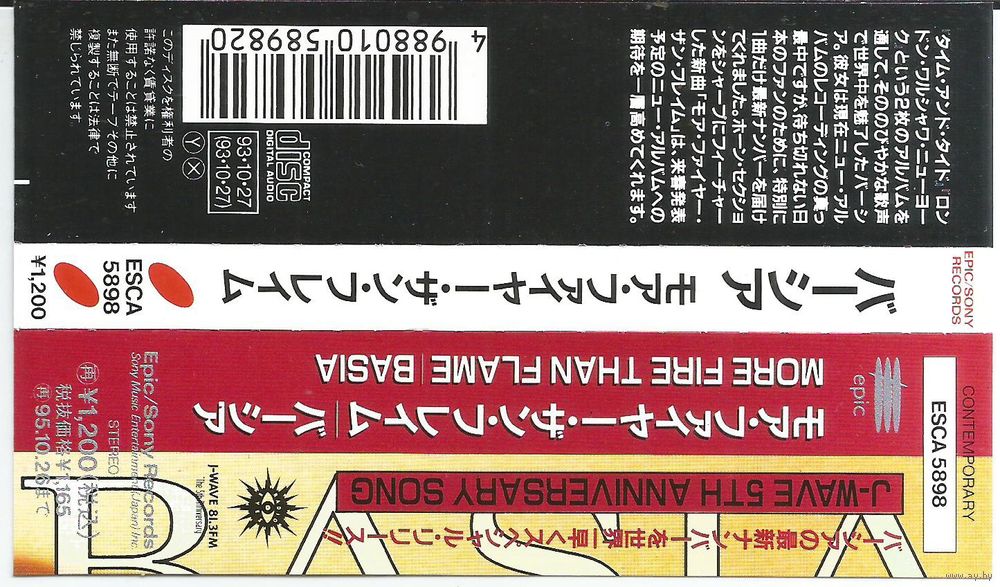 「タイム・アンド・タイド」「ロン
ドン・ワルシャワ・ニューヨー
ク」という2枚のアルバムを
通して、そののびやかな歌声
で世界中を魅了したバーシ
ア。彼女は現在ニュー・アル
バムのレコーディングの真っ
最中ですが、待ち切れない日
本のファンのために、特別に
1曲だけ最新ナンバーを届け
てくれました。ホーン・セクショ
ンをシャープにフィーチャー
した新曲「モア・ファイヤー・
ザン・フレイム」は、来春発表
予定のニュー・アルバムへの
期待を一層高めてくれます。
4 988010 589820
COMPACT
disc
DIGITAL AUDIO
93・10・27
(93・10・27)
Ⓨ Ⓧ
このディスクを権利者の
許諾なく賃貸業に
使用することは禁止されています。
また無断でテープその他に
複製することは法律で
禁じられています。
EPIC/SONY
RECORDS
バーシア
モア・ファイヤー・ザン・フレイム
ESCA
5898
¥1,200
CONTEMPORARY
ESCA 5898
epic
MORE FIRE THAN FLAME | BASIA
モア・ファイヤー・ザン・フレイム | バーシア
J-WAVE 5TH ANNIVERSARY SONG
バーシアの最新ナンバーを世界一早くスペシャル・リリース!!
BASIA
J-WAVE 81.3FM
The 5th Anniversary
Epic/Sony Records
Sony Music Entertainment (Japan) Inc.
STEREO
再 ¥1,200(税込)
税抜価格¥1,165
再 95.10.26まで
www.ay.by